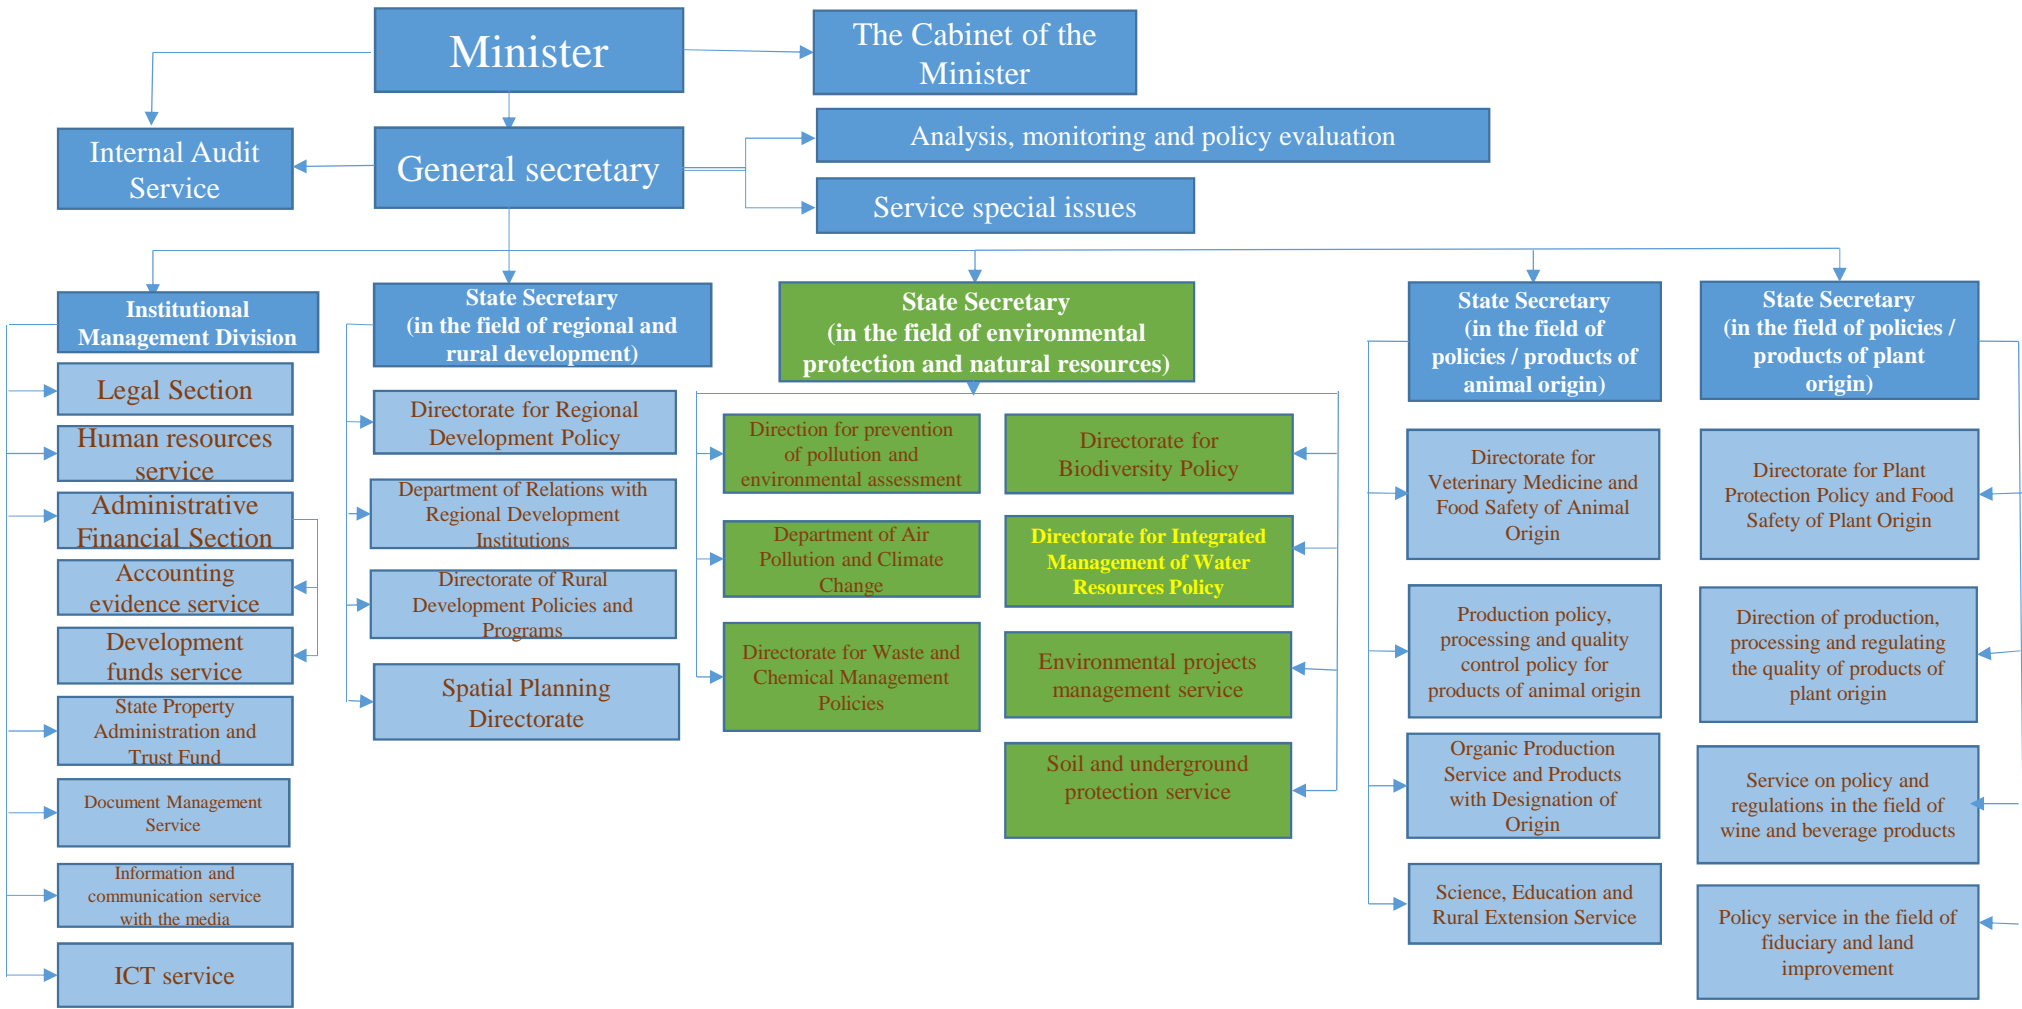 Minister
The Cabinet of the
Minister
Internal Audit
Service
General secretary
Analysis, monitoring and policy evaluation
Service special issues
Institutional
Management Division
Legal Section
Human resources
service
Administrative
Financial Section
Accounting
evidence service
Development
funds service
State Property
Administration and
Trust Fund
Document Management
Service
Information and
communication service
with the media
ICT service
State Secretary
(in the field of regional and
rural development)
Directorate for Regional
Development Policy
Department of Relations with
Regional Development
Institutions
Directorate of Rural
Development Policies and
Programs
Spatial Planning
Directorate
State Secretary
(in the field of environmental
protection and natural resources)
Direction for prevention
of pollution and
environmental assessment
Department of Air
Pollution and Climate
Change
Directorate for Waste and
Chemical Management
Policies
Directorate for
Biodiversity Policy
Directorate for Integrated
Management of Water
Resources Policy
Environmental projects
management service
Soil and underground
protection service
State Secretary
(in the field of
policies / products of
animal origin)
Directorate for
Veterinary Medicine and
Food Safety of Animal
Origin
Production policy,
processing and quality
control policy for
products of animal origin
Organic Production
Service and Products
with Designation of
Origin
Science, Education and
Rural Extension Service
State Secretary
(in the field of policies /
products of plant
origin)
Directorate for Plant
Protection Policy and Food
Safety of Plant Origin
Direction of production,
processing and regulating
the quality of products of
plant origin
Service on policy and
regulations in the field of
wine and beverage products
Policy service in the field of
fiduciary and land
improvement